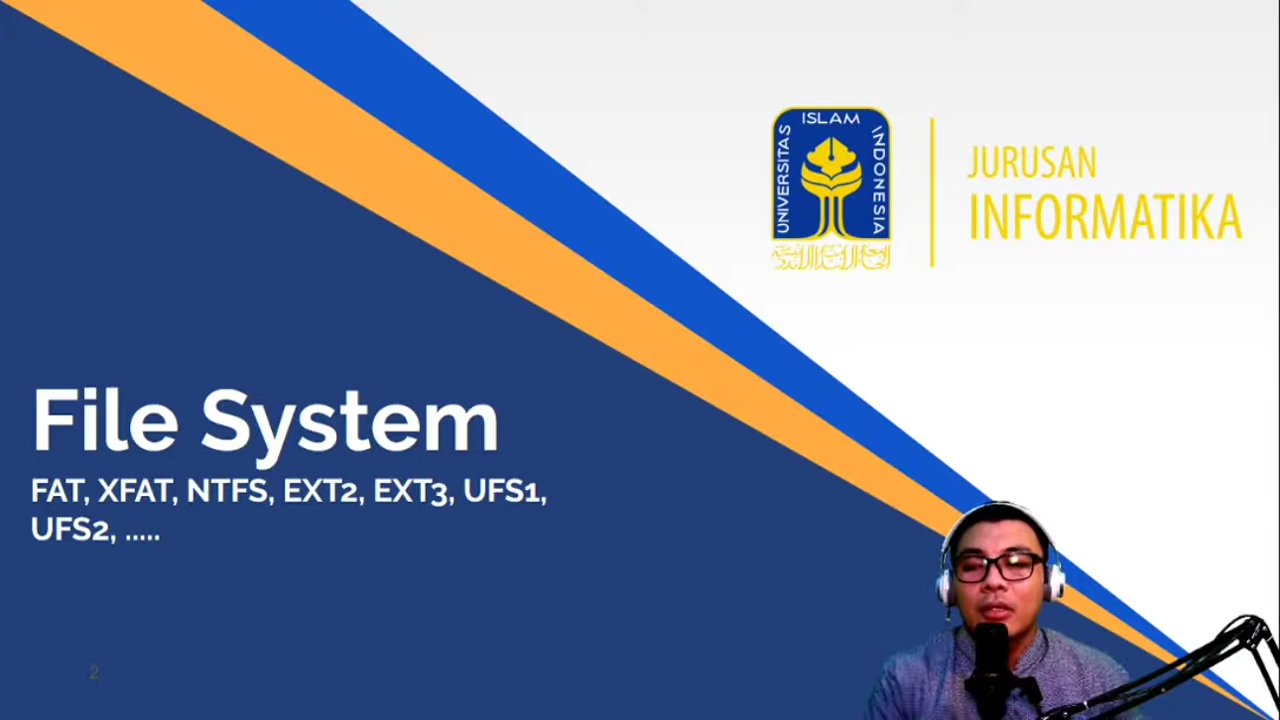 UNIVERSITAS ISLAM INDONESIA
JURUSAN
INFORMATIKA
File System
FAT, XFAT, NTFS, EXT2, EXT3, UFS1,
UFS2, .....
2